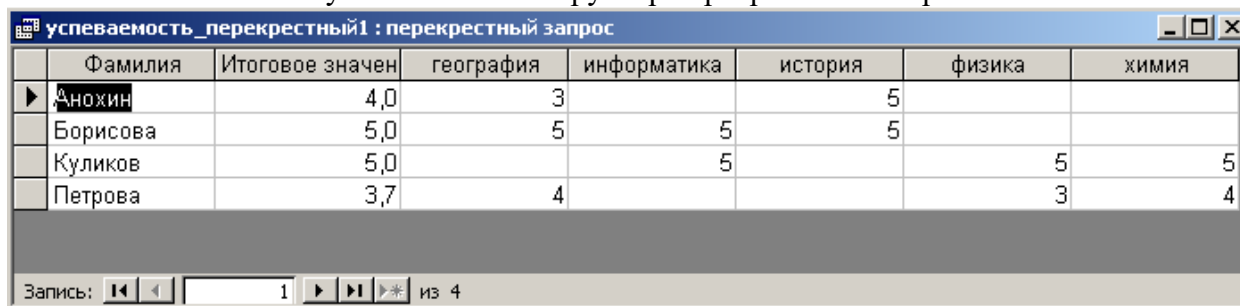 успеваемость_перекрестный1 : перекрестный запрос
Фамилия Итоговое значен география информатика история физика химия
Анохин 4,0 3 5
Борисова 5,0 5 5 5
Куликов 5,0 5 5 5
Петрова 3,7 4 3 4
Запись: 1 из 4